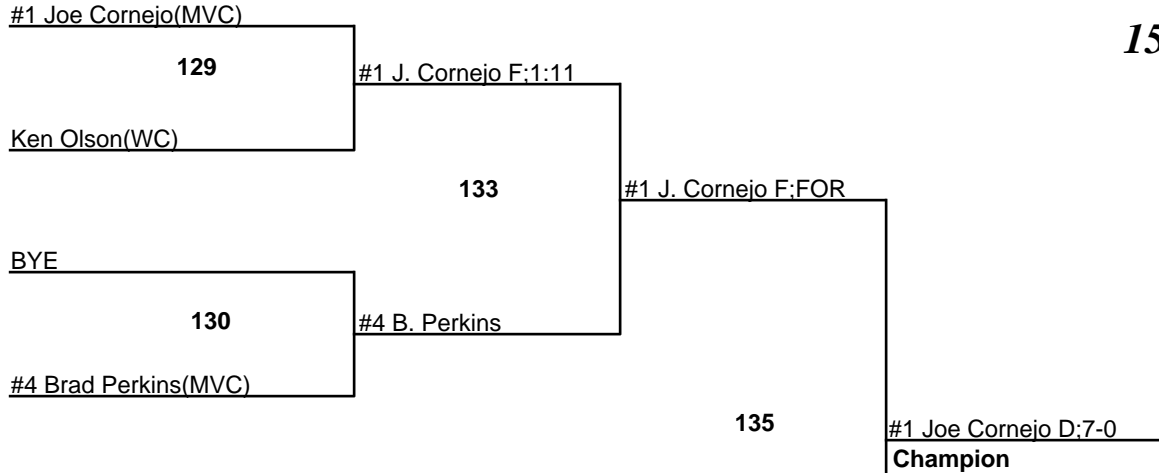 #1 Joe Cornejo(MVC)
15
129
#1 J. Cornejo F;1:11
Ken Olson(WC)
133
#1 J. Cornejo F;FOR
BYE
130
#4 B. Perkins
#4 Brad Perkins(MVC)
135
#1 Joe Cornejo D;7-0
Champion